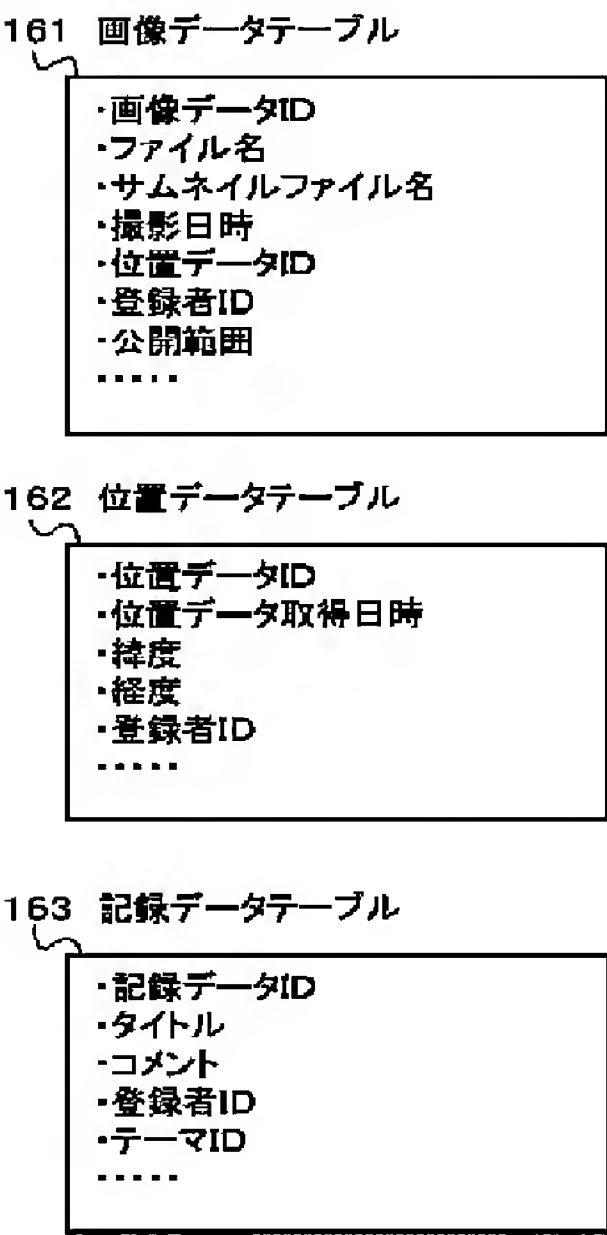 161 画像データテーブル
・画像データID
・ファイル名
・サムネイルファイル名
・撮影日時
・位置データID
・登録者ID
・公開範囲
・・・・・
162 位置データテーブル
・位置データID
・位置データ取得日時
・緯度
・経度
・登録者ID
・・・・・
163 記録データテーブル
・記録データID
・タイトル
・コメント
・登録者ID
・テーマID
・・・・・